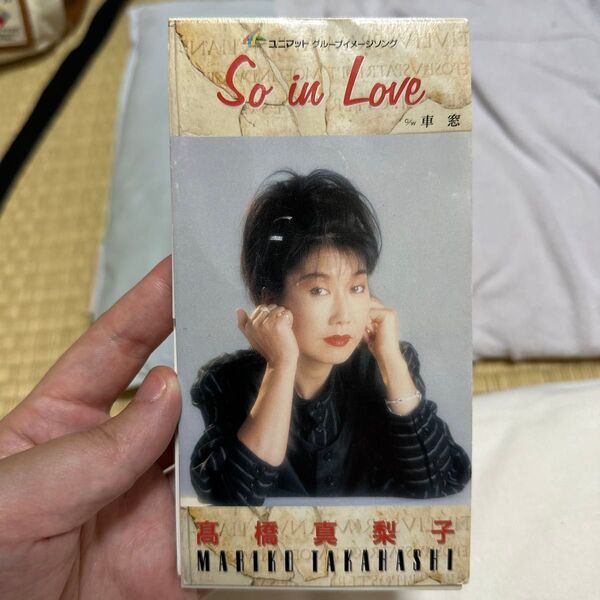 ユニマット グループイメージソング
So in Love
c/w 車 窓
高橋真梨子
MARIKO TAKAHASHI